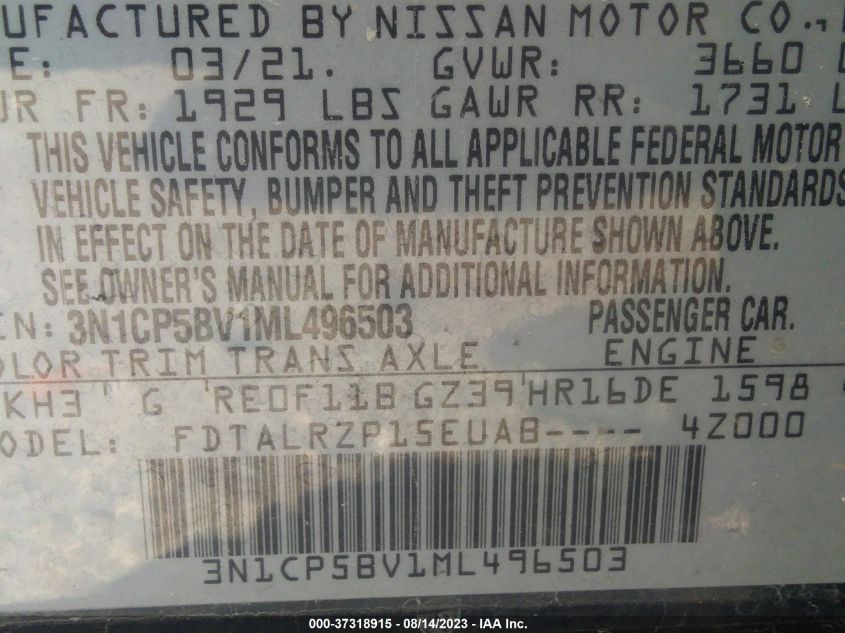 UFACTURED BY NISSAN MOTOR CO.,
E: 03/21. GVWR: 3660
UR FR: 1929 LBS GAWR RR: 1731 L
THIS VEHICLE CONFORMS TO ALL APPLICABLE FEDERAL MOTOR
VEHICLE SAFETY, BUMPER AND THEFT PREVENTION STANDARDS
IN EFFECT ON THE DATE OF MANUFACTURE SHOWN ABOVE.
SEE OWNER'S MANUAL FOR ADDITIONAL INFORMATION.
EN: 3N1CP5BV1ML496503 PASSENGER CAR.
OLOR TRIM TRANS AXLE ENGINE
KH3 G RE0F11B GZ39 HR16DE 1598
ODEL: FDTALRZP15EUAB---- 4Z000
3N1CP5BV1ML496503
000-37318915 - 08/14/2023 - IAA Inc.